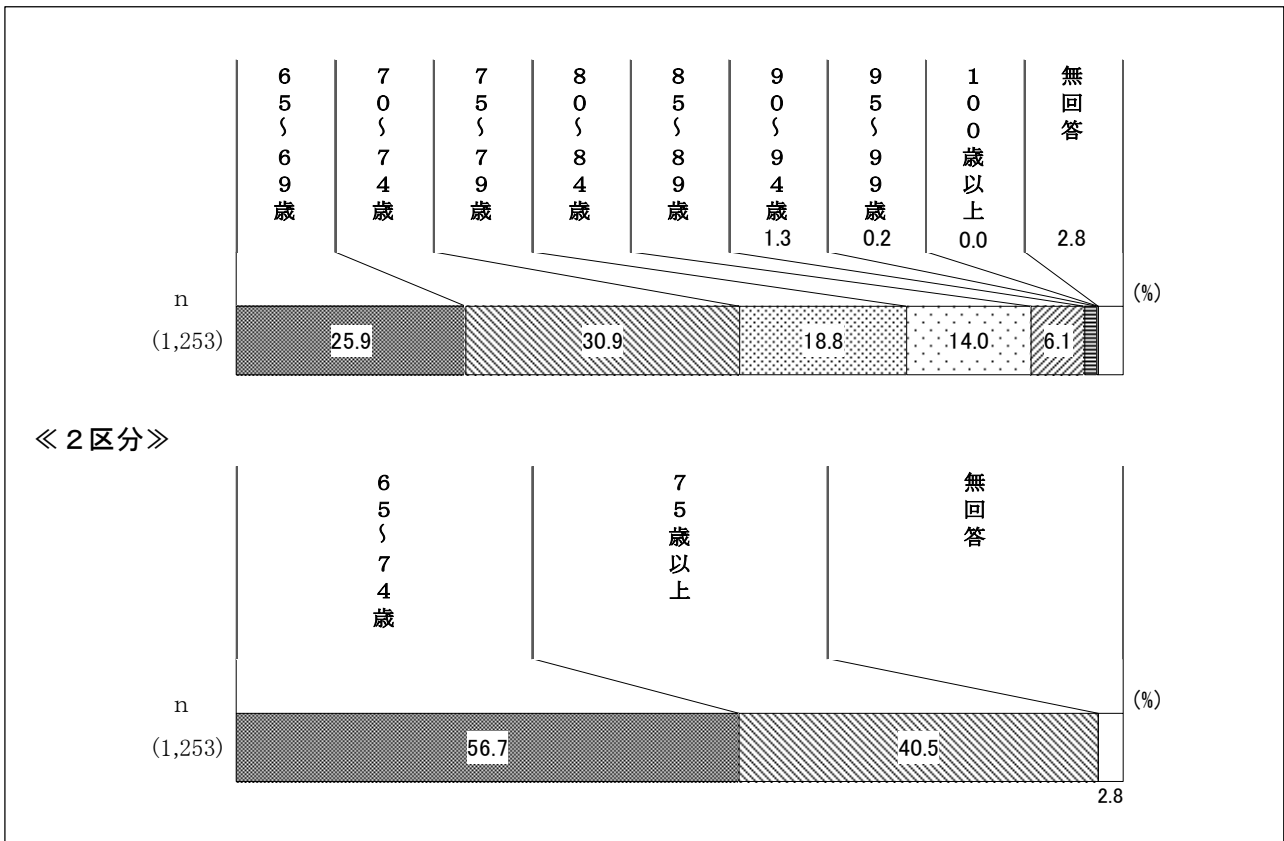 65〜69歳
70〜74歳
75〜79歳
80〜84歳
85〜89歳
90〜94歳
95〜99歳
100歳以上
無回答
1.3
0.2
0.0
2.8
(%)
n
(1,253)
25.9
30.9
18.8
14.0
6.1
≪２区分≫
65〜74歳
75歳以上
無回答
(%)
n
(1,253)
56.7
40.5
2.8